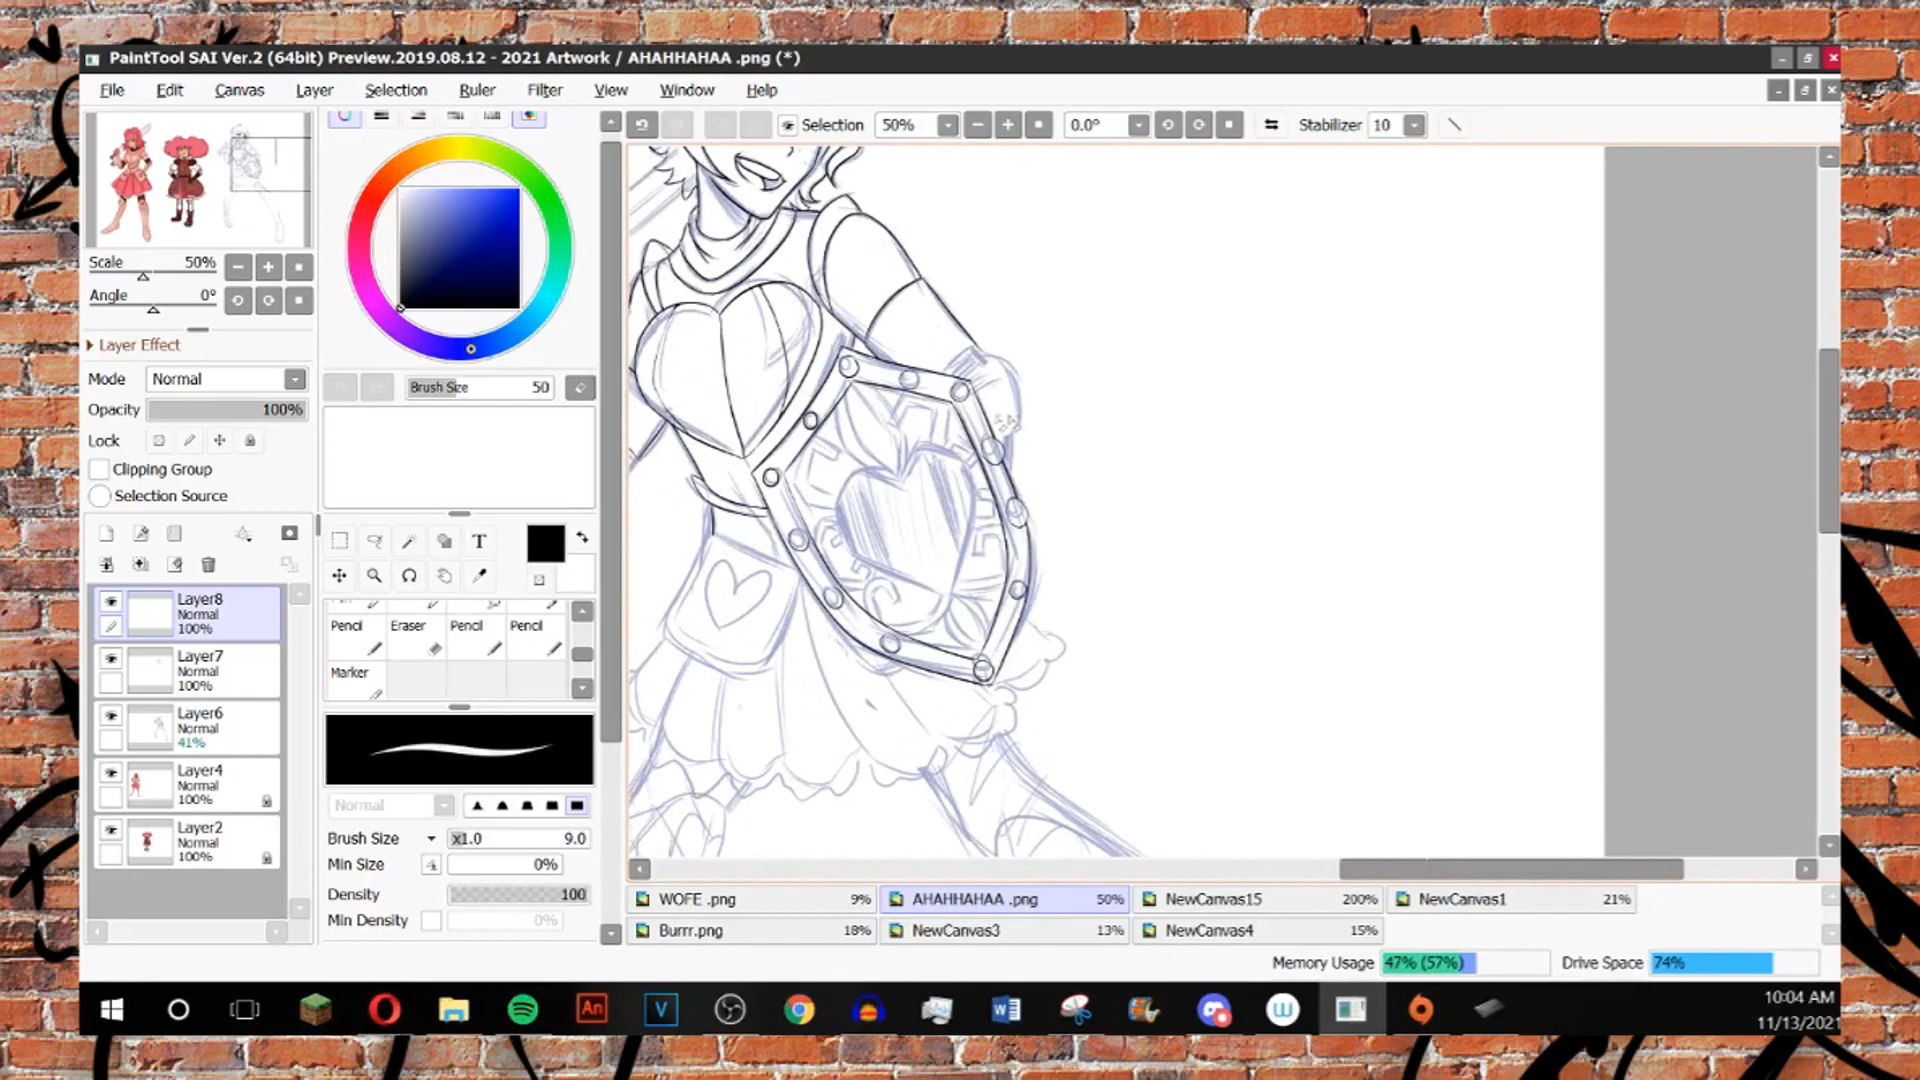 PaintTool SAI Ver.2 (64bit) Preview.2019.08.12 - 2021 Artwork / AHAHHAHAA .png (*)
File Edit Canvas Layer Selection Ruler Filter View Window Help
Selection 50% 0.0° Stabilizer 10
Scale 50%
Angle 0°
Layer Effect
Mode Normal
Opacity 100%
Lock
Clipping Group
Selection Source
Layer8
Normal
100%
Layer7
Normal
100%
Layer6
Normal
41%
Layer4
Normal
100%
Layer2
Normal
100%
Brush Size 50
T
Pencil Eraser Pencil Pencil
Marker
Normal
Brush Size x1.0 9.0
Min Size 0%
Density 100
Min Density 0%
WOFE .png 9% AHAHHAHAA .png 50% NewCanvas15 200% NewCanvas1 21%
Burrr.png 18% NewCanvas3 13% NewCanvas4 15%
Memory Usage 47% (57%) Drive Space 74%
An V W W
10:04 AM
11/13/2021